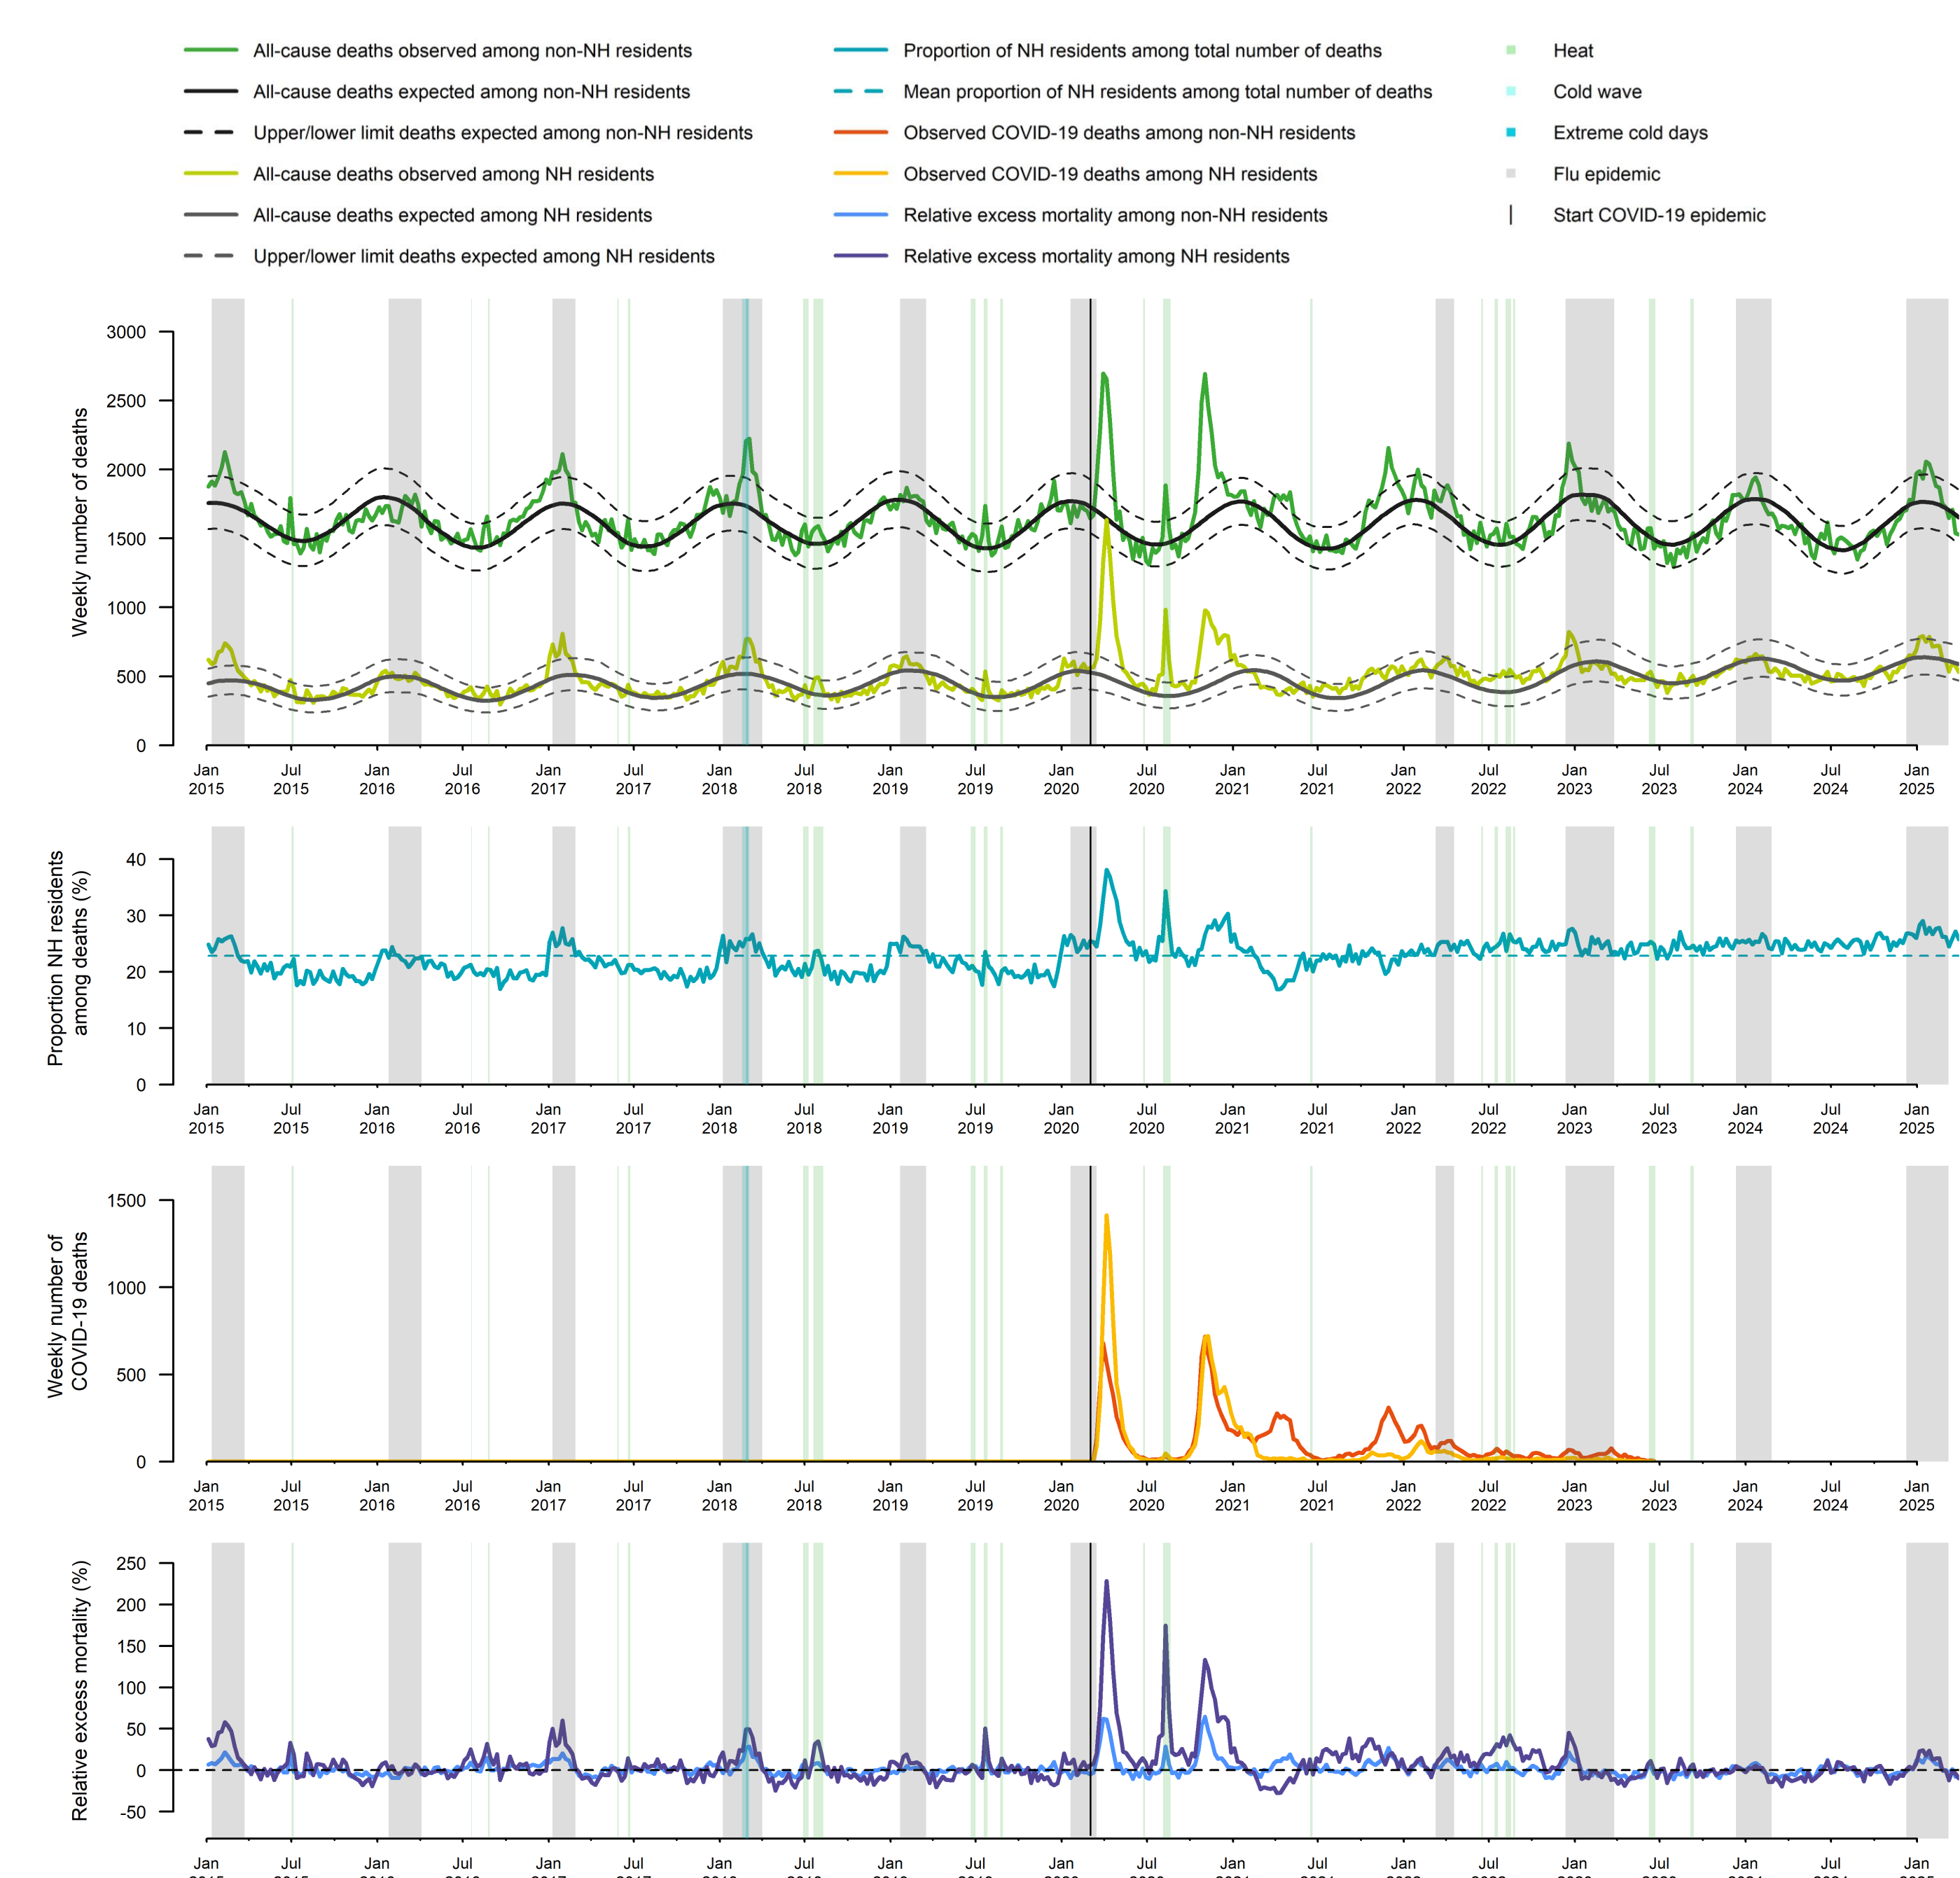 All-cause deaths observed among non-NH residents
All-cause deaths expected among non-NH residents
Upper/lower limit deaths expected among non-NH residents
All-cause deaths observed among NH residents
All-cause deaths expected among NH residents
Upper/lower limit deaths expected among NH residents
Proportion of NH residents among total number of deaths
Mean proportion of NH residents among total number of deaths
Observed COVID-19 deaths among non-NH residents
Observed COVID-19 deaths among NH residents
Relative excess mortality among non-NH residents
Relative excess mortality among NH residents
Heat
Cold wave
Extreme cold days
Flu epidemic
Start COVID-19 epidemic
Weekly number of deaths
3000
2500
2000
1500
1000
500
0
Jan Jul Jan Jul Jan Jul Jan Jul Jan Jul Jan Jul Jan Jul Jan Jul Jan Jul Jan Jul Jan
2015 2015 2016 2016 2017 2017 2018 2018 2019 2019 2020 2020 2021 2021 2022 2022 2023 2023 2024 2024 2025
Proportion NH residents
among deaths (%)
40
30
20
10
0
Jan Jul Jan Jul Jan Jul Jan Jul Jan Jul Jan Jul Jan Jul Jan Jul Jan Jul Jan Jul Jan
2015 2015 2016 2016 2017 2017 2018 2018 2019 2019 2020 2020 2021 2021 2022 2022 2023 2023 2024 2024 2025
Weekly number of
COVID-19 deaths
1500
1000
500
0
Jan Jul Jan Jul Jan Jul Jan Jul Jan Jul Jan Jul Jan Jul Jan Jul Jan Jul Jan Jul Jan
2015 2015 2016 2016 2017 2017 2018 2018 2019 2019 2020 2020 2021 2021 2022 2022 2023 2023 2024 2024 2025
Relative excess mortality (%)
250
200
150
100
50
0
-50
Jan Jul Jan Jul Jan Jul Jan Jul Jan Jul Jan Jul Jan Jul Jan Jul Jan Jul Jan Jul Jan